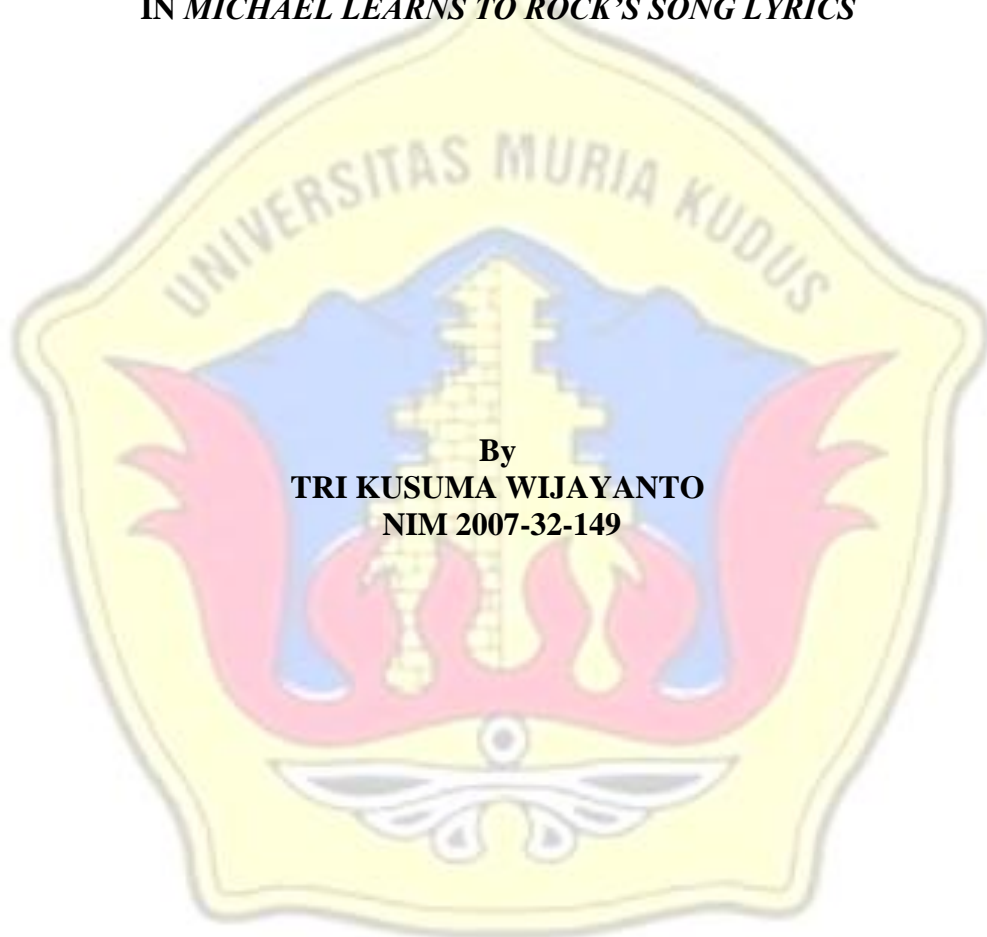 IN MICHAEL LEARNS TO ROCK'S SONG LYRICS
UNIVERSITAS MURIA KUDUS
By
TRI KUSUMA WIJAYANTO
NIM 2007-32-149